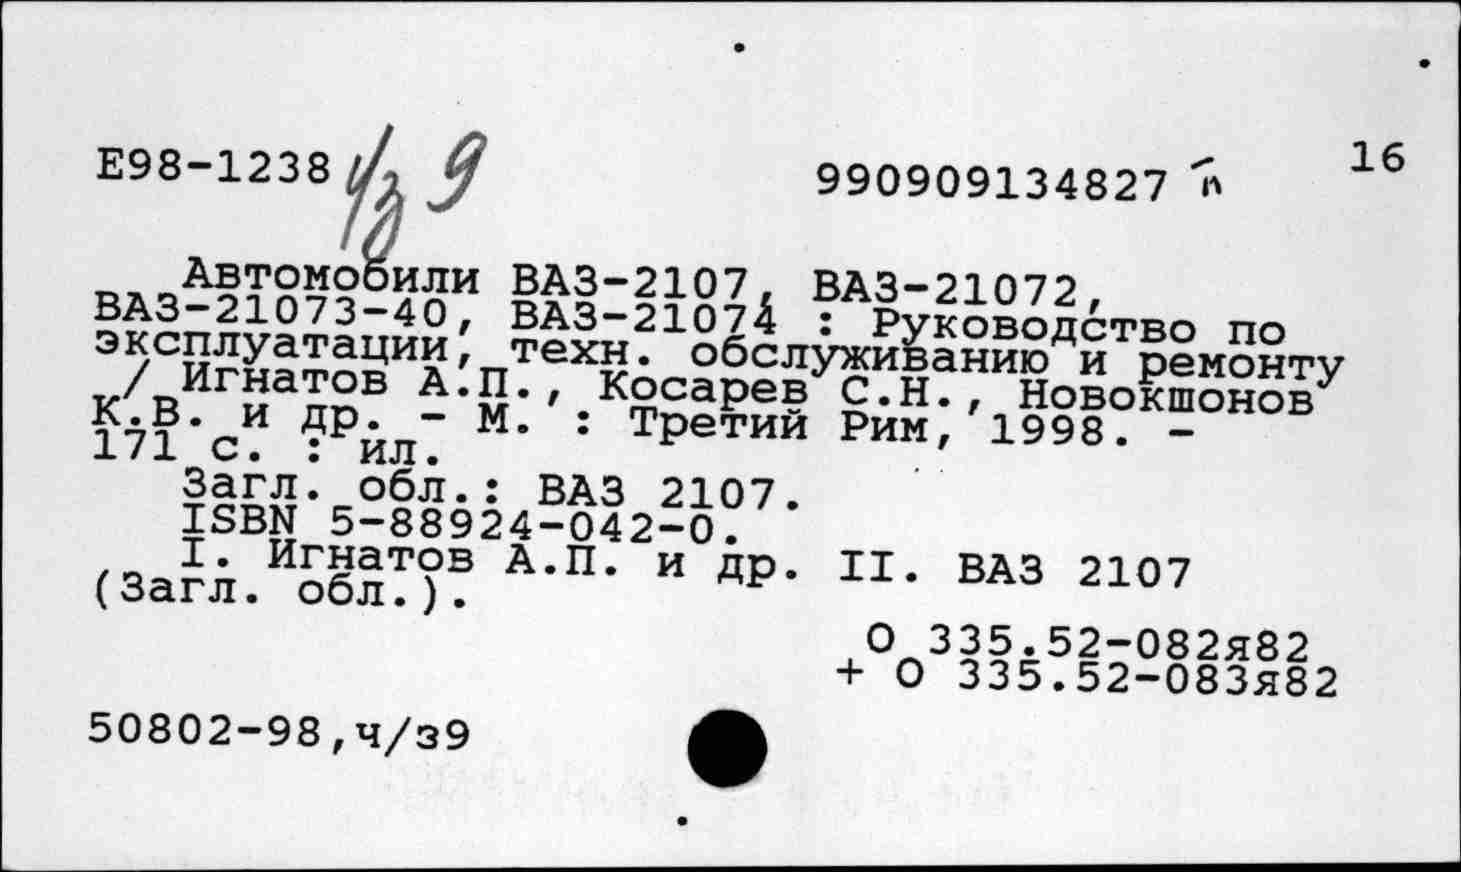 E98-1238 ч/з 9 990909134827 п 16
Автомобили ВАЗ-2107, ВАЗ-21072,
ВАЗ-21073-40, ВАЗ-21074 : Руководство по
эксплуатации, техн. обслуживанию и ремонту
/ Игнатов А.П., Косарев С.Н., Новокшонов
К.В. и др. - М. : Третий Рим, 1998. -
171 с. : ил.
Загл. обл.: ВАЗ 2107.
ISBN 5-88924-042-0.
I. Игнатов А.П. и др. II. ВАЗ 2107
(Загл. обл.).
О 335.52-082я82
+ О 335.52-083я82
50802-98,ч/з9